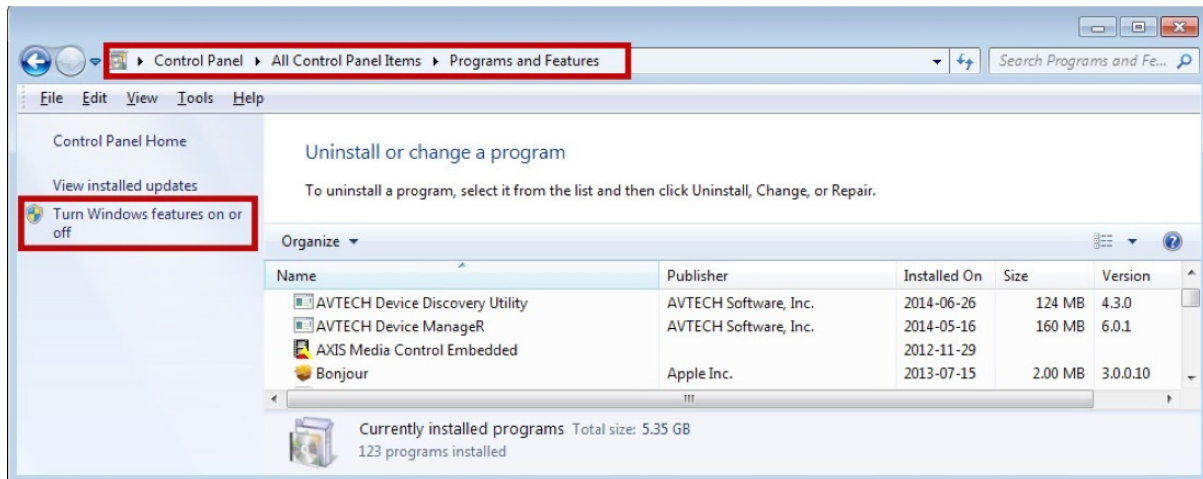 Control Panel ▸ All Control Panel Items ▸ Programs and Features
Search Programs and Fe...
File Edit View Tools Help
Control Panel Home
View installed updates
Turn Windows features on or
off
Uninstall or change a program
To uninstall a program, select it from the list and then click Uninstall, Change, or Repair.
Organize
Name Publisher Installed On Size Version
AVTECH Device Discovery Utility AVTECH Software, Inc. 2014-06-26 124 MB 4.3.0
AVTECH Device ManageR AVTECH Software, Inc. 2014-05-16 160 MB 6.0.1
AXIS Media Control Embedded 2012-11-29
Bonjour Apple Inc. 2013-07-15 2.00 MB 3.0.0.10
Currently installed programs Total size: 5.35 GB
123 programs installed